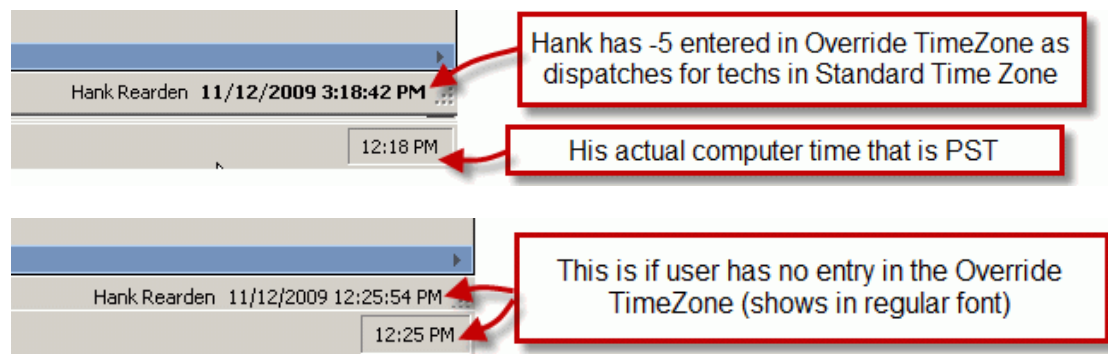 Hank has -5 entered in Override TimeZone as
dispatches for techs in Standard Time Zone
Hank Rearden 11/12/2009 3:18:42 PM
12:18 PM
His actual computer time that is PST
This is if user has no entry in the Override
TimeZone (shows in regular font)
Hank Rearden 11/12/2009 12:25:54 PM
12:25 PM